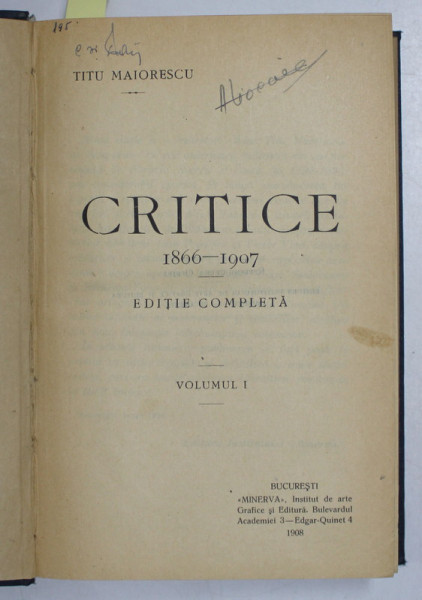 195.
TITU MAIORESCU
CRITICE
1866—1907
EDIȚIE COMPLETĂ
VOLUMUL I
BUCUREȘTI
«MINERVA», Institut de arte
Grafice și Editură. Bulevardul
Academiei 3—Edgar-Quinet 4
1908